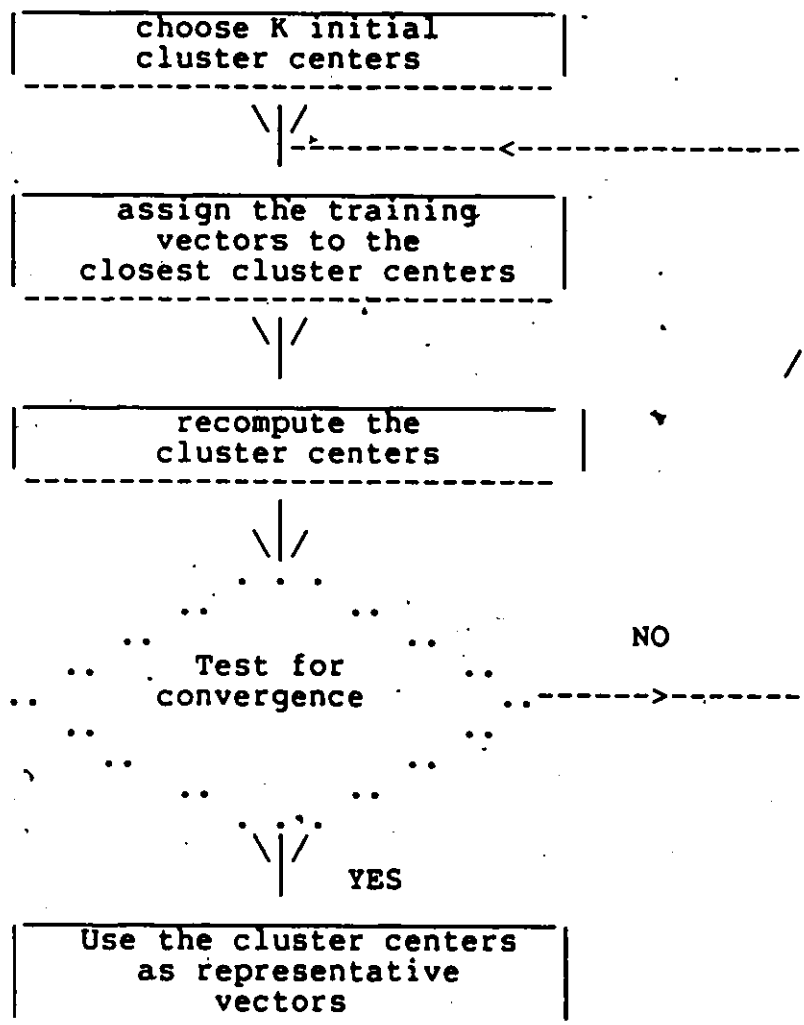 choose K initial
cluster centers
assign the training
vectors to the
closest cluster centers
recompute the
cluster centers
NO
Test for
convergence
YES
Use the cluster centers
as representative
vectors